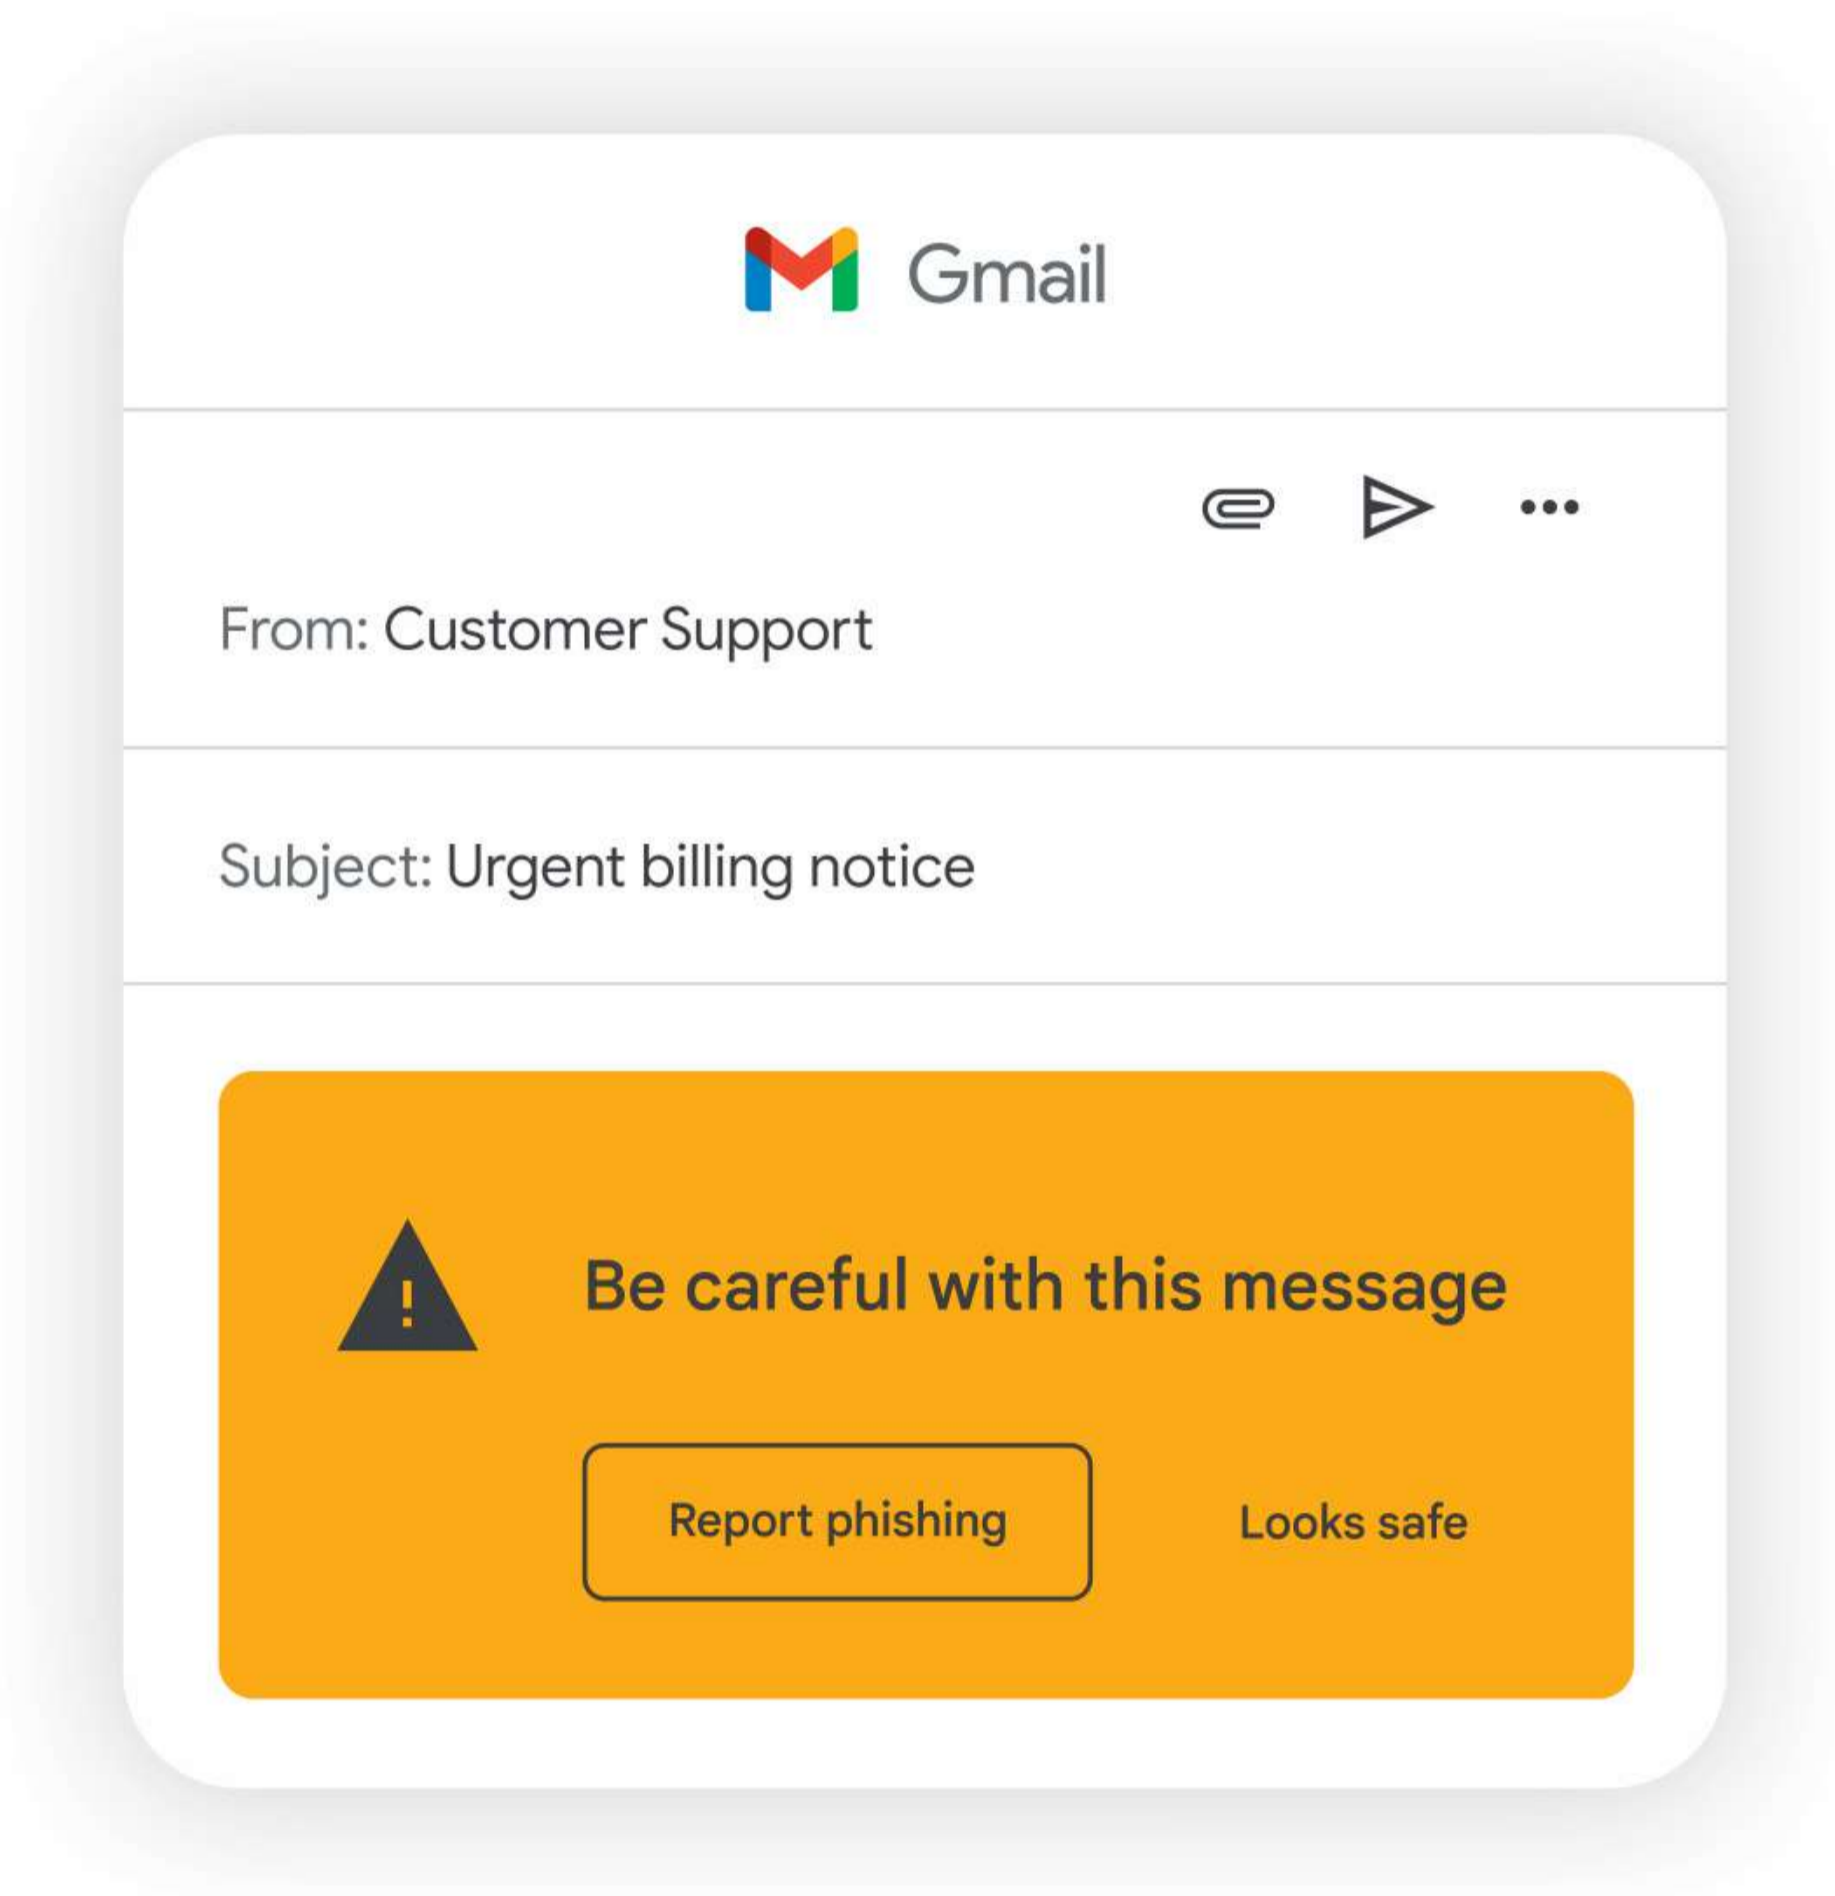 Gmail
From: Customer Support
Subject: Urgent billing notice
Be careful with this message
Report phishing
Looks safe